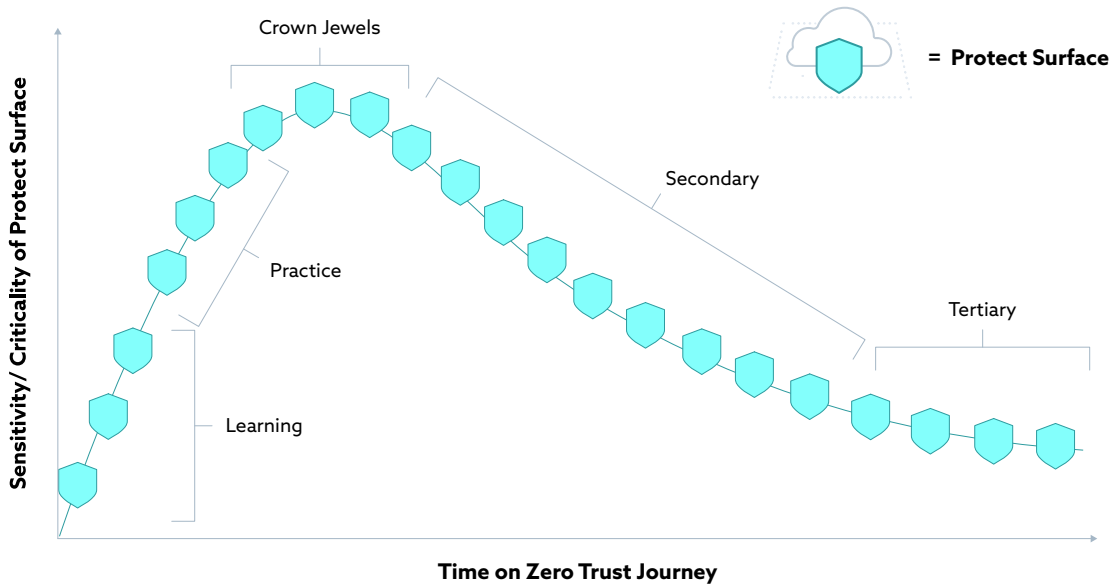 Crown Jewels
= Protect Surface
Secondary
Practice
Tertiary
Learning
Sensitivity/ Criticality of Protect Surface
Time on Zero Trust Journey